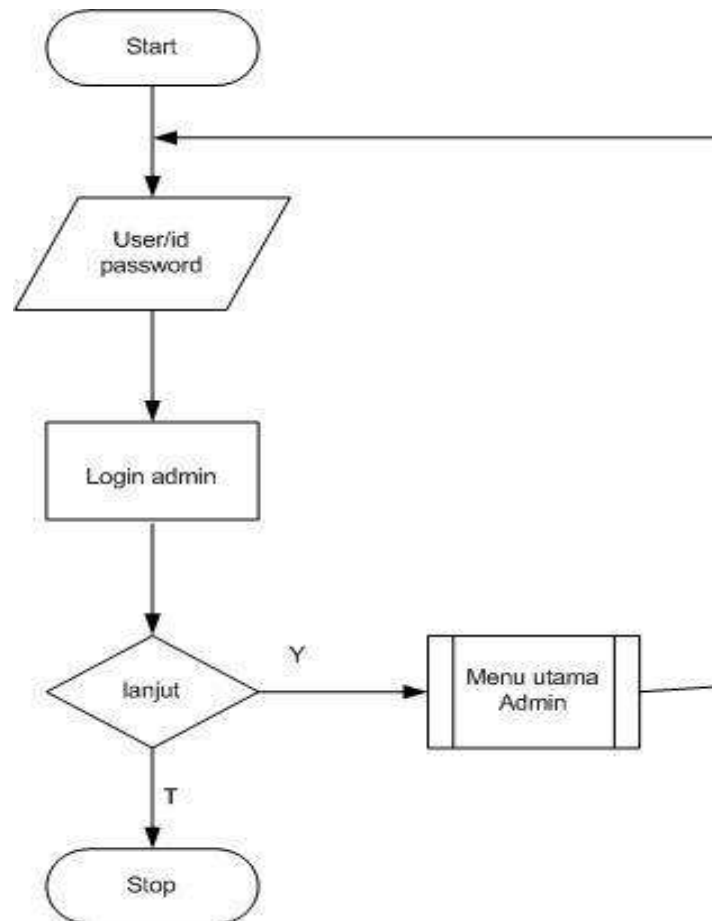 Start
User/id
password
Login admin
lanjut
Y
Menu utama
Admin
T
Stop